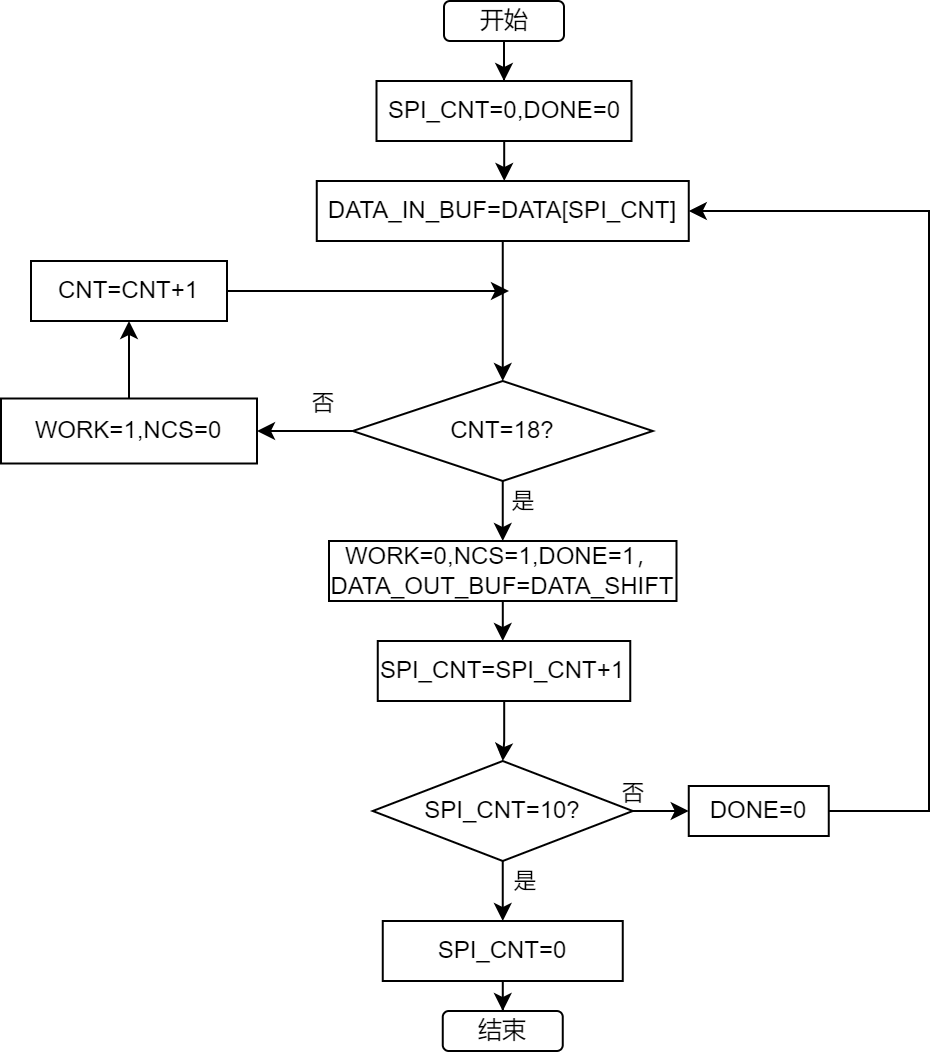 开始
SPI_CNT=0,DONE=0
DATA_IN_BUF=DATA[SPI_CNT]
CNT=CNT+1
否
WORK=1,NCS=0
CNT=18?
是
WORK=0,NCS=1,DONE=1，
DATA_OUT_BUF=DATA_SHIFT
SPI_CNT=SPI_CNT+1
否
SPI_CNT=10?
DONE=0
是
SPI_CNT=0
结束